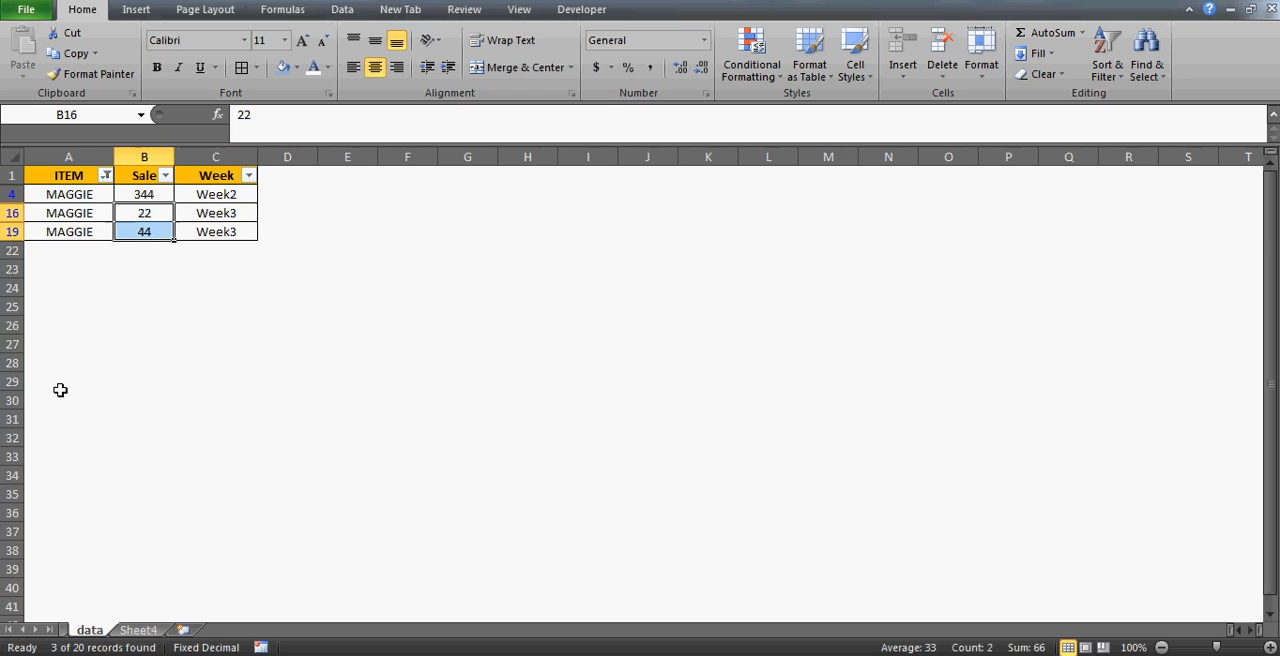 File Home Insert Page Layout Formulas Data New Tab Review View Developer
Cut Calibri 11 A A Wrap Text General Σ AutoSum
Copy Fill
Paste Format Painter B I U A Merge & Center $ % , .00 Conditional Formatting Format as Table Cell Styles Insert Delete Format Clear Sort & Filter Find & Select
Clipboard Font Alignment Number Styles Cells Editing
B16 fx 22
A B C D E F G H I J K L M N O P Q R S T
1 ITEM Sale Week
4 MAGGIE 344 Week2
16 MAGGIE 22 Week3
19 MAGGIE 44 Week3
22
23
24
25
26
27
28
29
30
31
32
33
34
35
36
37
38
39
40
41
data Sheet4
Ready 3 of 20 records found Fixed Decimal Average: 33 Count: 2 Sum: 66 100%